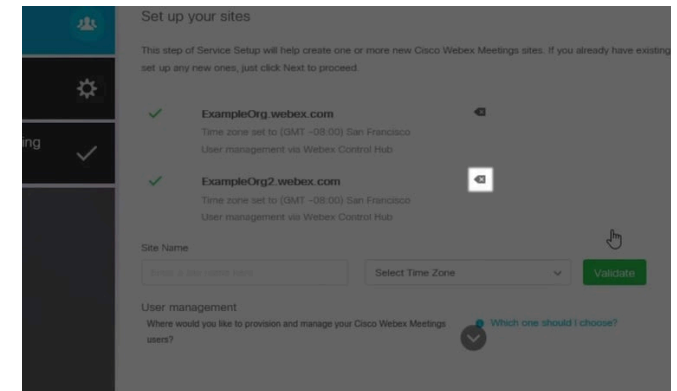 Set up your sites
This step of Service Setup will help create one or more new Cisco Webex Meetings sites. If you already have existing
set up any new ones, just click Next to proceed.
ExampleOrg.webex.com
Time zone set to (GMT -08:00) San Francisco
User management via Webex Control Hub
ing
ExampleOrg2.webex.com
Time zone set to (GMT -08:00) San Francisco
User management via Webex Control Hub
Site Name
Select Time Zone
Validate
User management
Where would you like to provision and manage your Cisco Webex Meetings
users?
Which one should I choose?